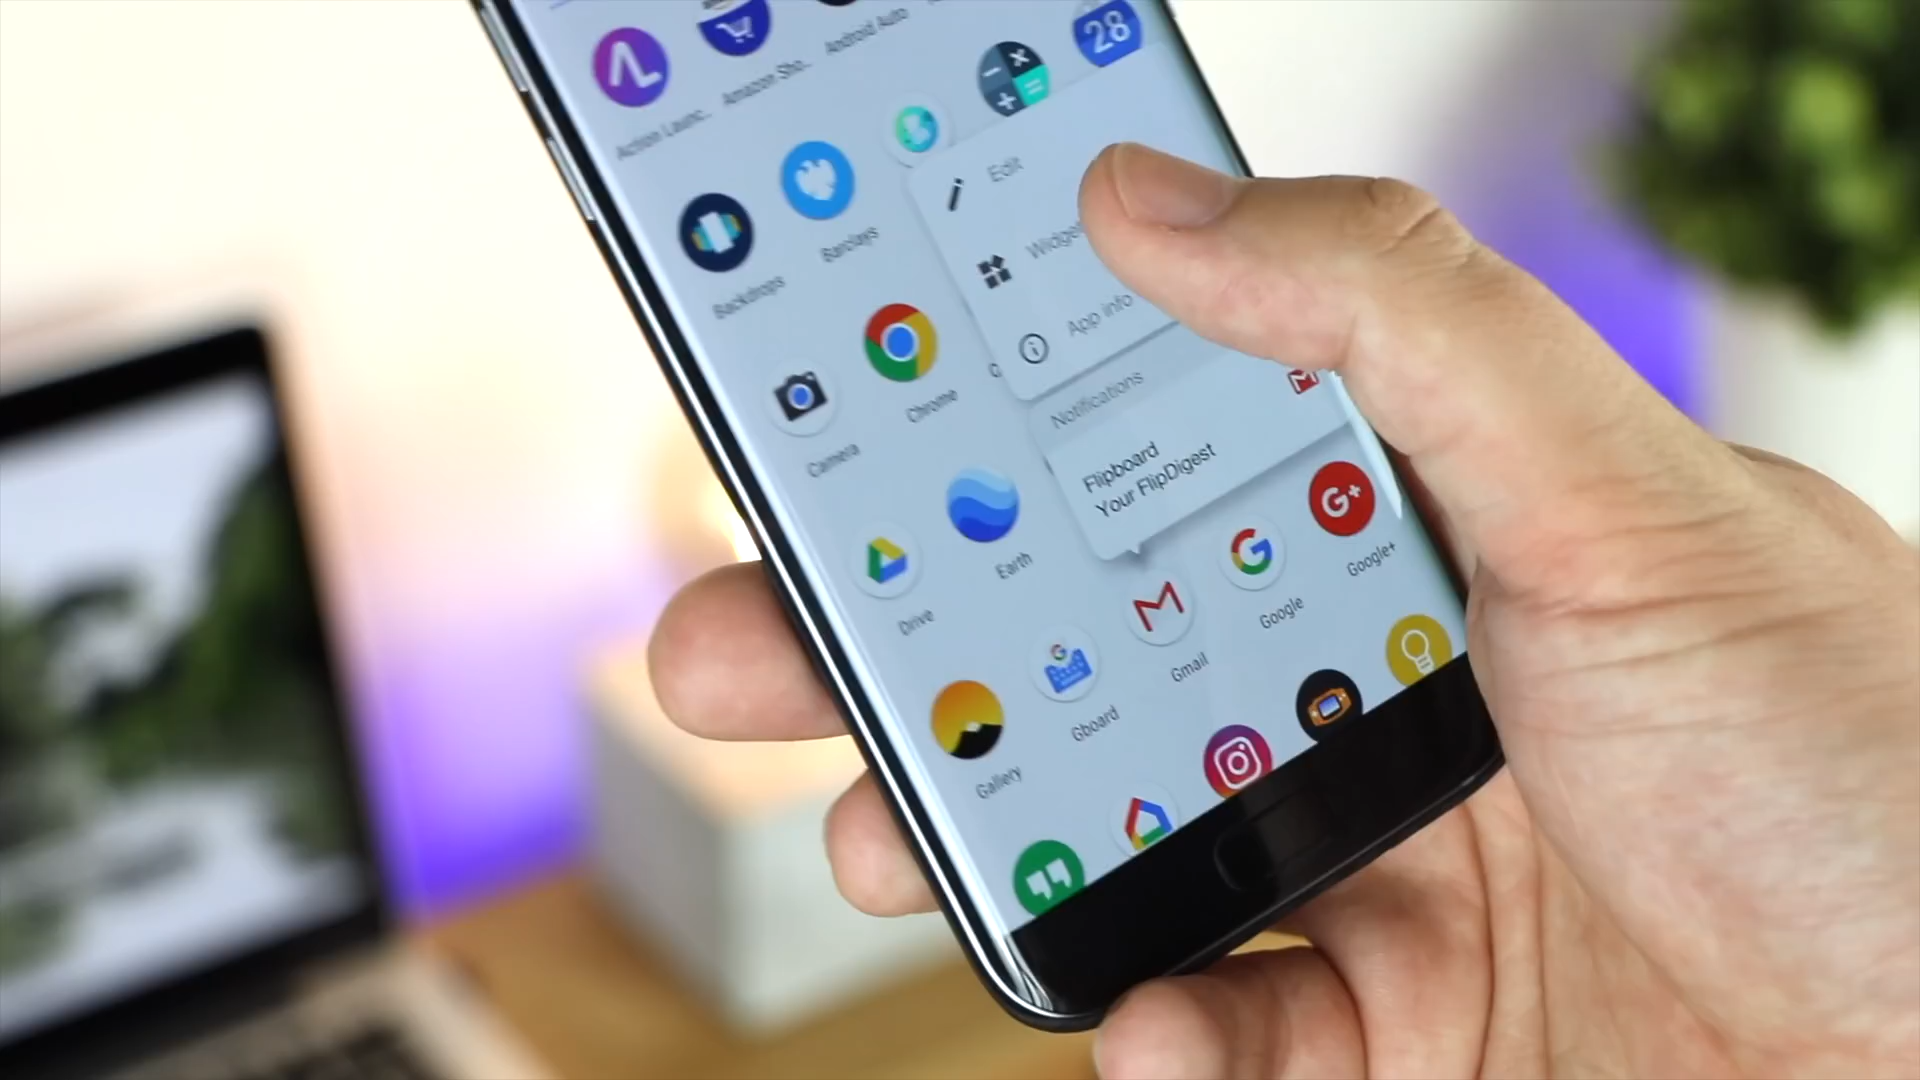 Action Launc...
Amazon Sho...
Android Auto
28
Backdrops
Barclays
Edit
Widget
App info
Camera
Chrome
Notifications
Flipboard
Your FlipDigest
Drive
Earth
Gmail
Google
G+
Google+
Gallery
Gboard